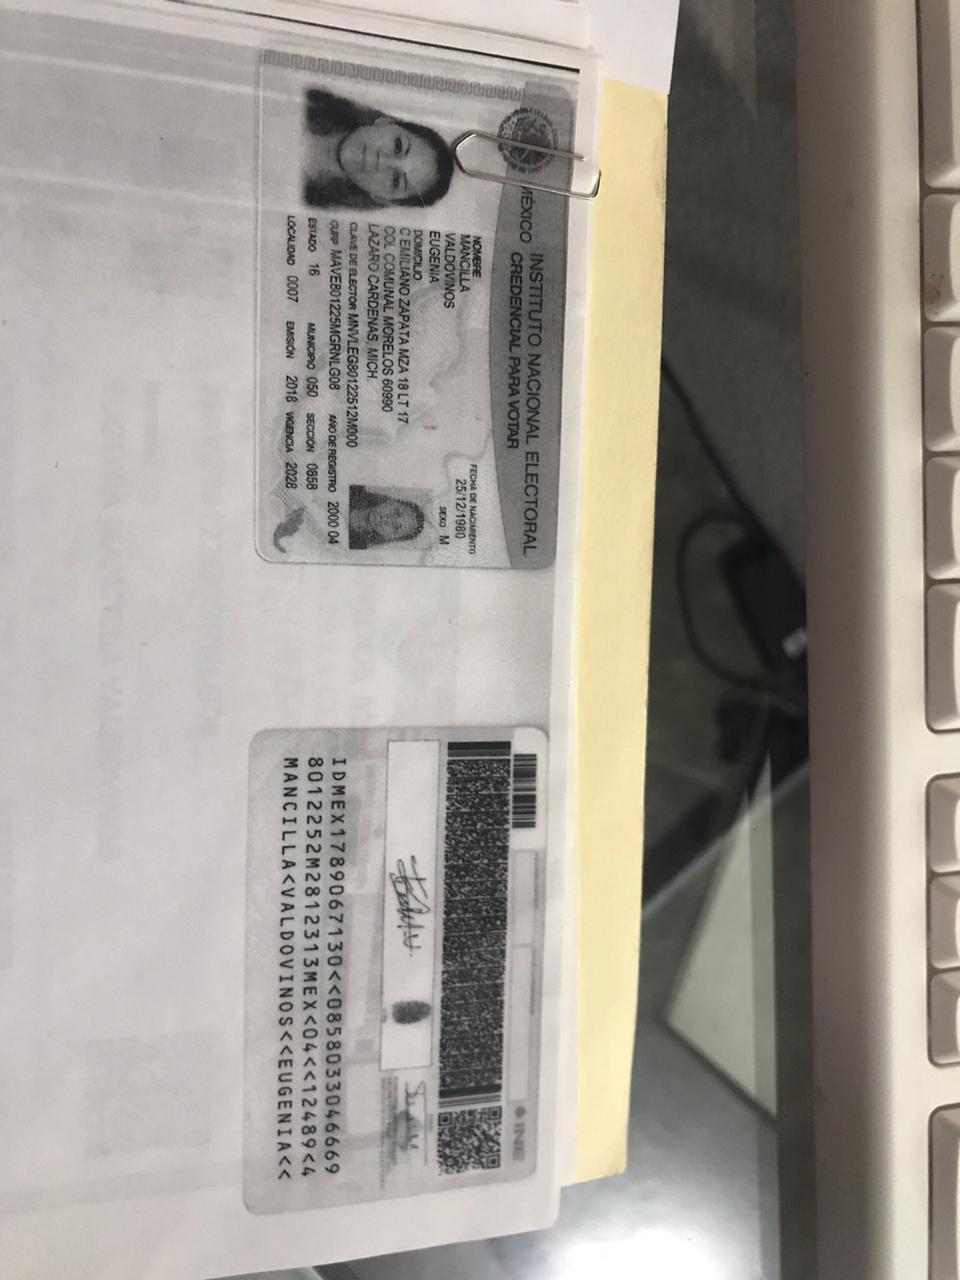 MÉXICO INSTITUTO NACIONAL ELECTORAL
CREDENCIAL PARA VOTAR
NOMBRE
MANCILLA
VALDOVINOS
EUGENIA
FECHA DE NACIMIENTO
25/12/1980
SEXO M
DOMICILIO
C EMILIANO ZAPATA MZA 18 LT 17
COL COMUNAL MORELOS 60990
LAZARO CARDENAS, MICH.
CLAVE DE ELECTOR MNVLEG80122512M000
CURP MAVE801225MGRNLG08 AÑO DE REGISTRO 2000 04
ESTADO 16 MUNICIPIO 050 SECCIÓN 0858
LOCALIDAD 0007 EMISIÓN 2018 VIGENCIA 2028
INE
IDMEX1789067130<<0858033046669
8012252M2812313MEX<04<<12489<4
MANCILLA<VALDOVINOS<<EUGENIA<<